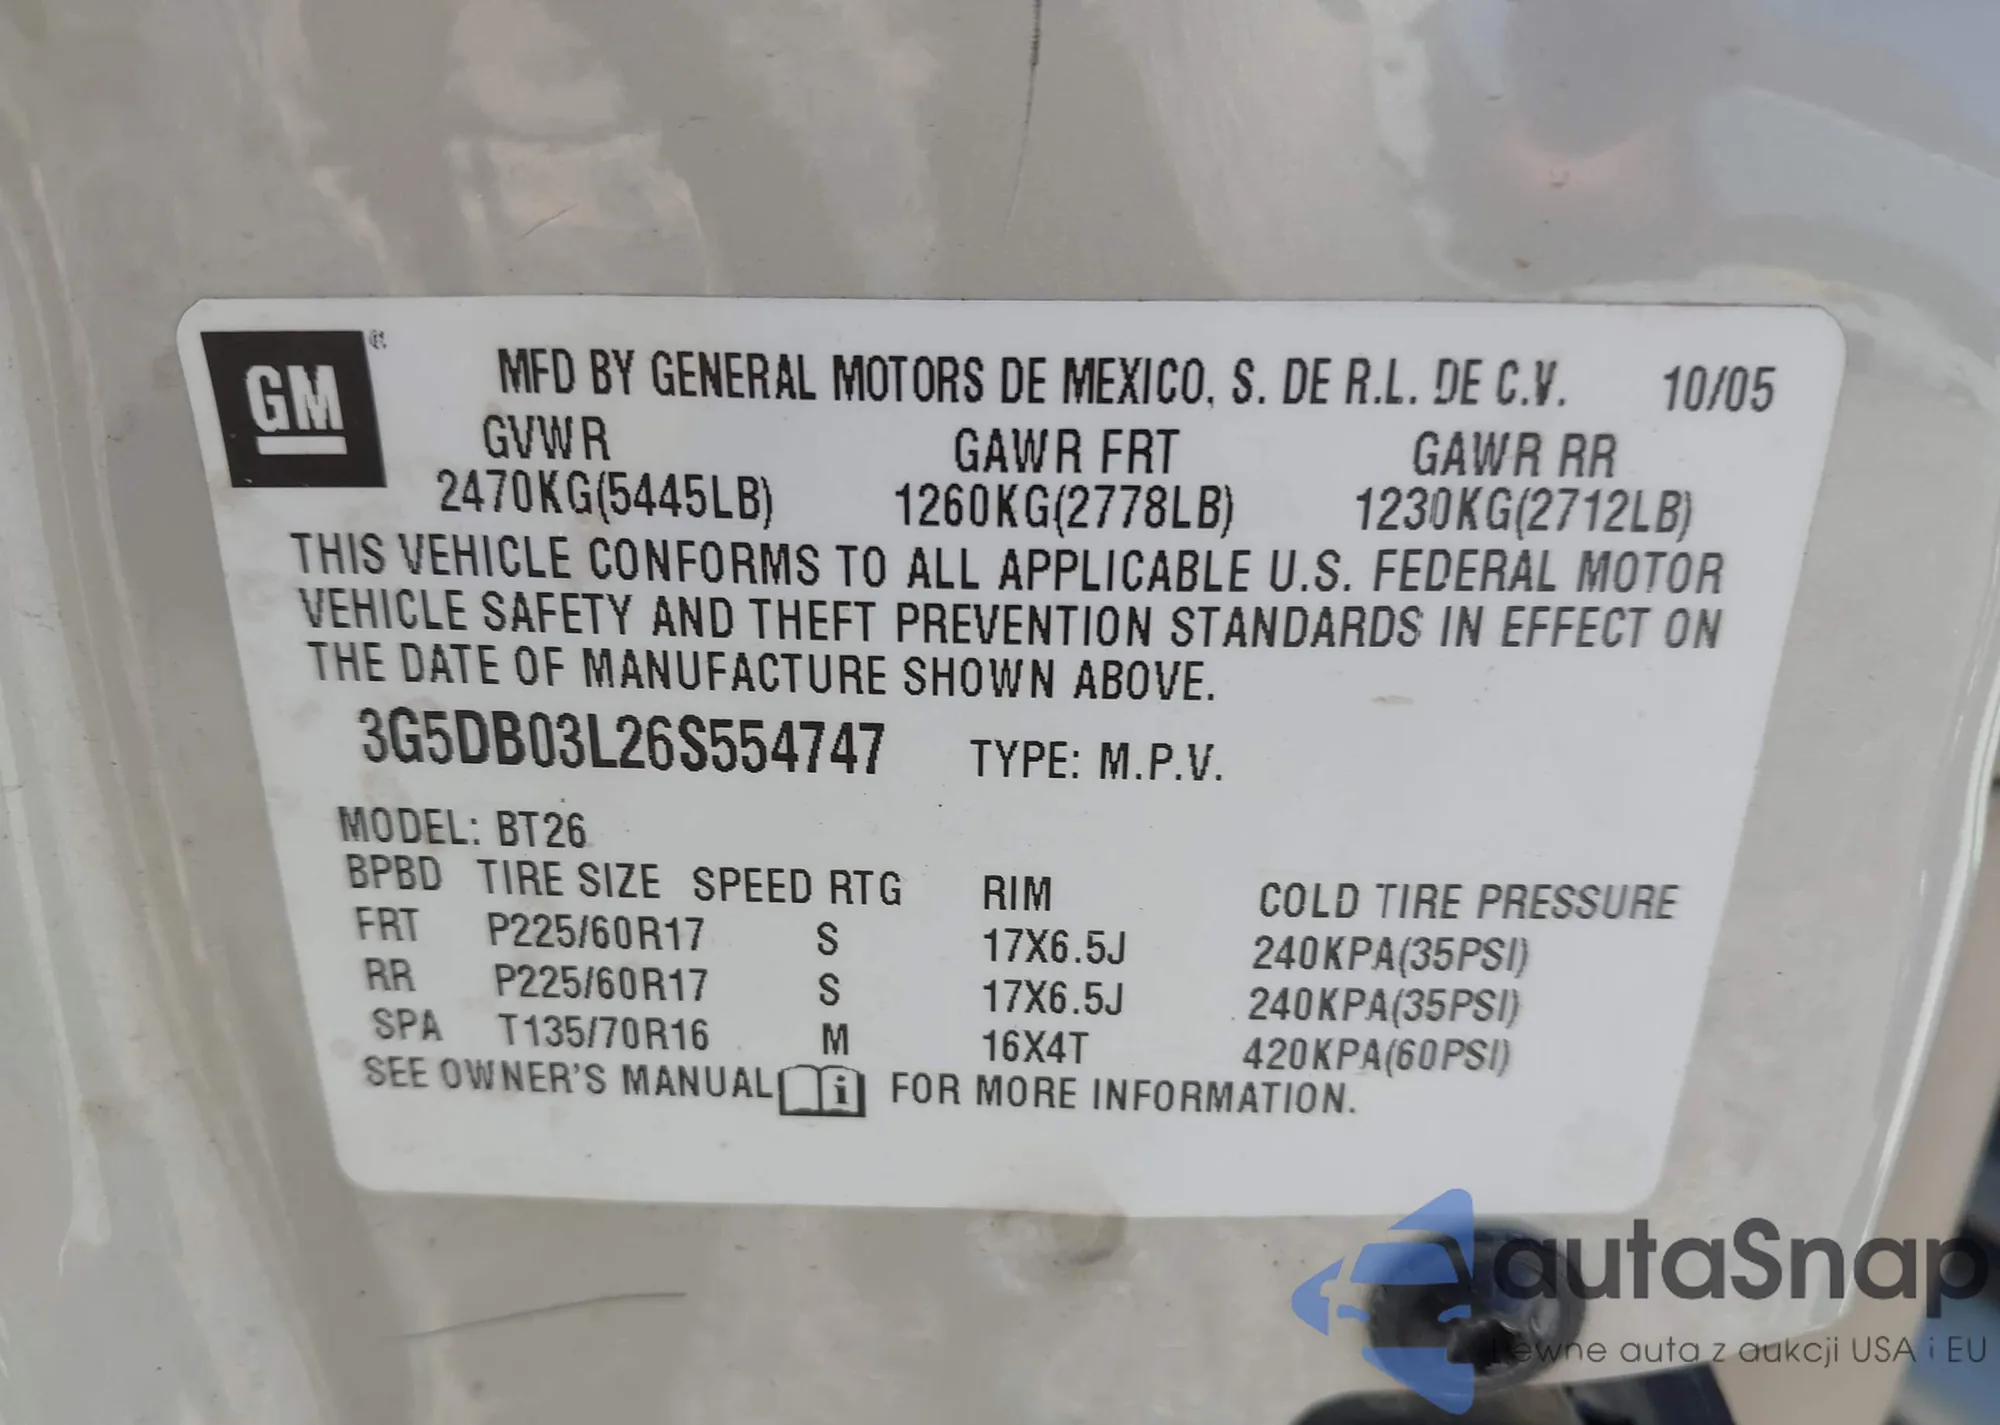 GM ®
MFD BY GENERAL MOTORS DE MEXICO, S. DE R.L. DE C.V. 10/05
GVWR GAWR FRT GAWR RR
2470KG(5445LB) 1260KG(2778LB) 1230KG(2712LB)
THIS VEHICLE CONFORMS TO ALL APPLICABLE U.S. FEDERAL MOTOR
VEHICLE SAFETY AND THEFT PREVENTION STANDARDS IN EFFECT ON
THE DATE OF MANUFACTURE SHOWN ABOVE.
3G5DB03L26S554747 TYPE: M.P.V.
MODEL: BT26
BPBD TIRE SIZE SPEED RTG RIM COLD TIRE PRESSURE
FRT P225/60R17 S 17X6.5J 240KPA(35PSI)
RR P225/60R17 S 17X6.5J 240KPA(35PSI)
SPA T135/70R16 M 16X4T 420KPA(60PSI)
SEE OWNER'S MANUAL i FOR MORE INFORMATION.
autaSnap
Pewne auta z aukcji USA i EU